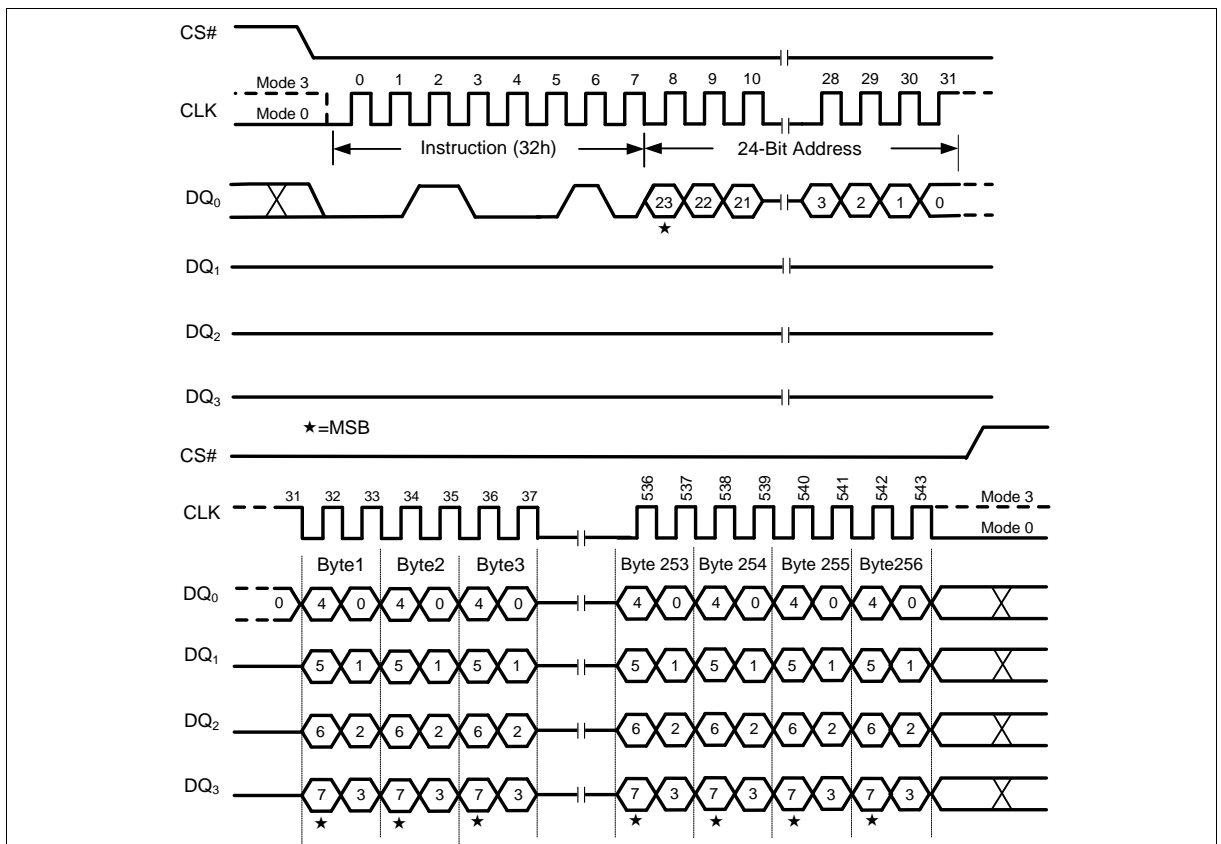 CS#
0 1 2 3 4 5 6 7 8 9 10 28 29 30 31
Mode 3
CLK
Mode 0
Instruction (32h) 24-Bit Address
DQ0 23 22 21 3 2 1 0
★
DQ1
DQ2
DQ3
★=MSB
CS#
31 32 33 34 35 36 37 536 537 538 539 540 541 542 543
CLK Mode 3
Mode 0
Byte1 Byte2 Byte3 Byte 253 Byte 254 Byte 255 Byte256
DQ0 0 4 0 4 0 4 0 4 0 4 0 4 0 4 0
DQ1 5 1 5 1 5 1 5 1 5 1 5 1 5 1
DQ2 6 2 6 2 6 2 6 2 6 2 6 2 6 2
DQ3 7 3 7 3 7 3 7 3 7 3 7 3 7 3
★ ★ ★ ★ ★ ★ ★